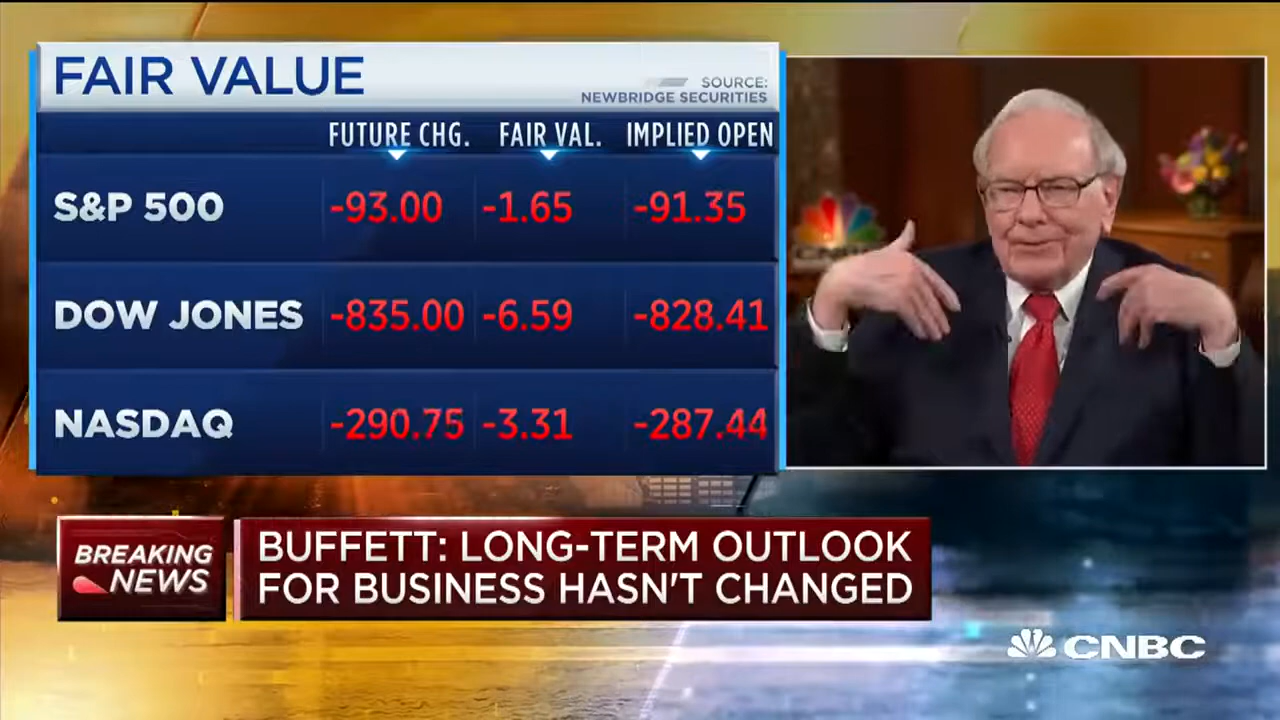 FAIR VALUE
SOURCE:
NEWBRIDGE SECURITIES
FUTURE CHG. FAIR VAL. IMPLIED OPEN
S&P 500 -93.00 -1.65 -91.35
DOW JONES -835.00 -6.59 -828.41
NASDAQ -290.75 -3.31 -287.44
CNBC
BREAKING
NEWS
BUFFETT: LONG-TERM OUTLOOK
FOR BUSINESS HASN'T CHANGED
CNBC